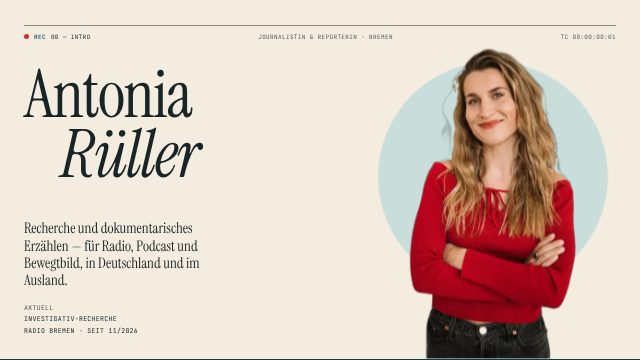 REC 00 — INTRO
JOURNALISTIN & REPORTERIN · BREMEN
TC 00:00:00:01
Antonia
Rüller
Recherche und dokumentarisches
Erzählen — für Radio, Podcast und
Bewegtbild, in Deutschland und im
Ausland.
AKTUELL
INVESTIGATIV-RECHERCHE
RADIO BREMEN · SEIT 11/2026